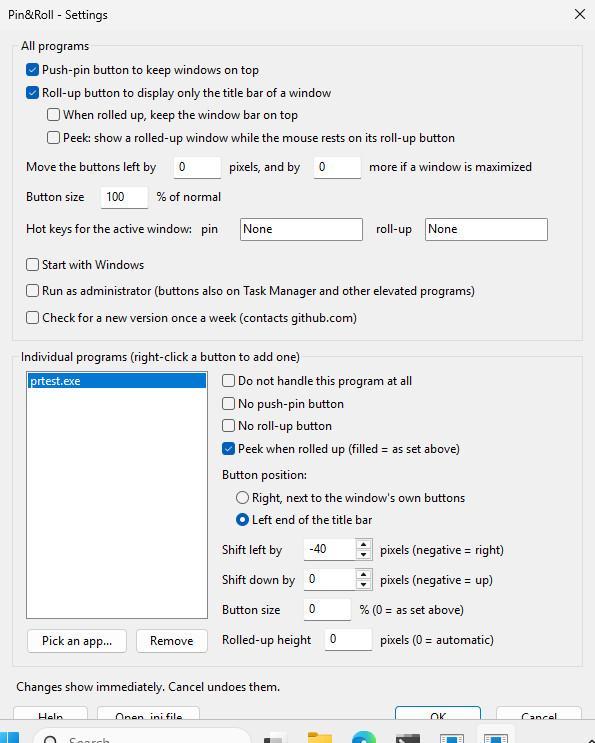 Pin&Roll - Settings
All programs
Push-pin button to keep windows on top
Roll-up button to display only the title bar of a window
When rolled up, keep the window bar on top
Peek: show a rolled-up window while the mouse rests on its roll-up button
Move the buttons left by 0 pixels, and by 0 more if a window is maximized
Button size 100 % of normal
Hot keys for the active window: pin None roll-up None
Start with Windows
Run as administrator (buttons also on Task Manager and other elevated programs)
Check for a new version once a week (contacts github.com)
Individual programs (right-click a button to add one)
prtest.exe
Do not handle this program at all
No push-pin button
No roll-up button
Peek when rolled up (filled = as set above)
Button position:
Right, next to the window's own buttons
Left end of the title bar
Shift left by -40 pixels (negative = right)
Shift down by 0 pixels (negative = up)
Button size 0 % (0 = as set above)
Pick an app... Remove Rolled-up height 0 pixels (0 = automatic)
Changes show immediately. Cancel undoes them.
Help Open .ini file OK Cancel
Search